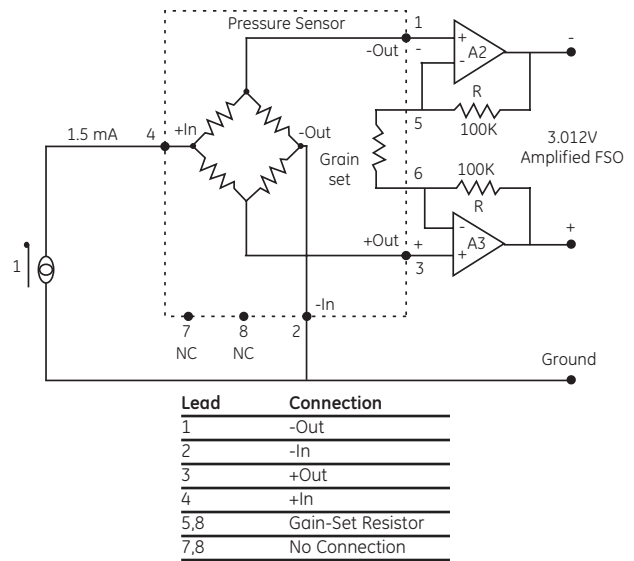 Pressure Sensor
1
-Out
-
+
-
A2
-
R
100K
1.5 mA
4
+In
-Out
Grain
set
5
3.012V
Amplified FSO
6
100K
R
-
+
A3
+
+Out
+
3
1
-In
7
8
2
NC
NC
Ground
Lead Connection
1 -Out
2 -In
3 +Out
4 +In
5,8 Gain-Set Resistor
7,8 No Connection